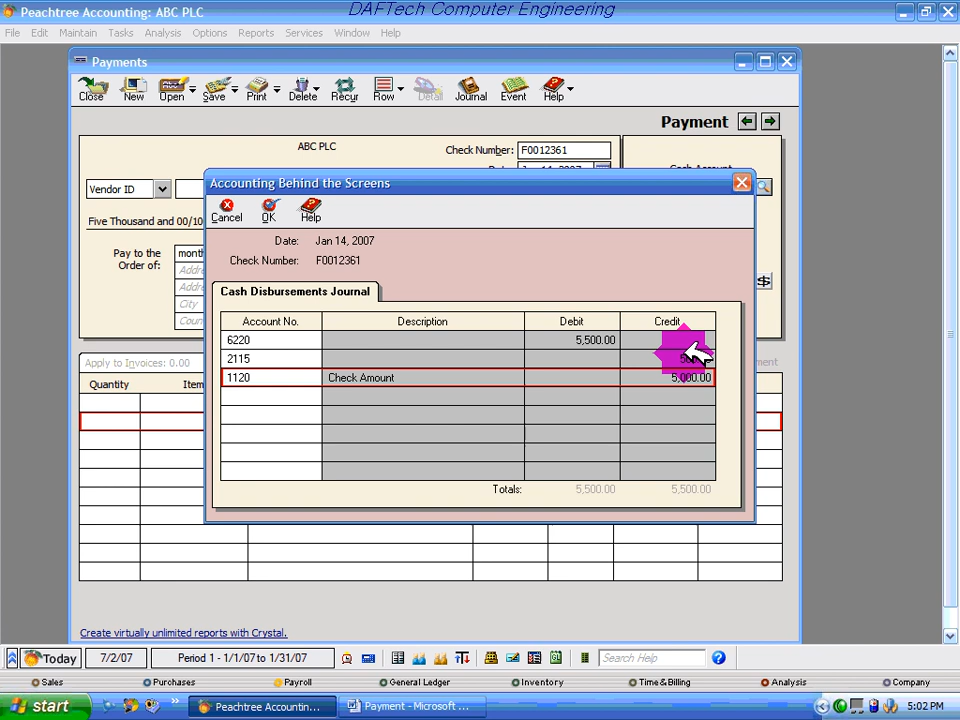 Peachtree Accounting: ABC PLC
DAFTech Computer Engineering
File Edit Maintain Tasks Analysis Options Reports Services Window Help
Payments
Close New Open Save Print Delete Recur Row Detail Journal Event Help
Payment
ABC PLC
Check Number: F0012361
Vendor ID
Five Thousand and 00/10
Pay to the
Order of:
month
Addre
Addre
City
Coun
Accounting Behind the Screens
Cancel OK Help
Date: Jan 14, 2007
Check Number: F0012361
Cash Disbursements Journal
Account No. Description Debit Credit
6220 5,500.00
2115
1120 Check Amount 5,000.00
Totals: 5,500.00 5,500.00
Apply to Invoices: 0.00
Quantity Item
Create virtually unlimited reports with Crystal.
Today 7/2/07 Period 1 - 1/1/07 to 1/31/07 Search Help
Sales Purchases Payroll General Ledger Inventory Time & Billing Analysis Company
start Peachtree Accountin... Payment - Microsoft ... 5:02 PM